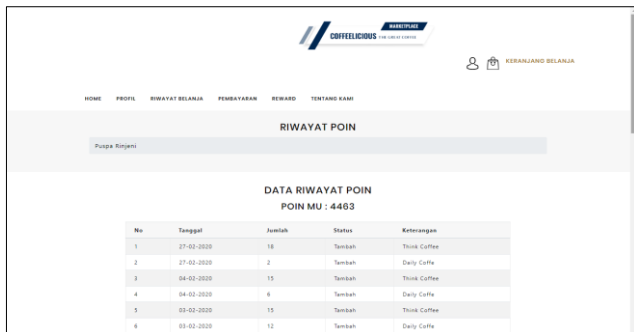 MARKETPLACE
COFFEELICIOUS THE GREAT COFFEE
KERANJANG BELANJA
HOME PROFIL RIWAYAT BELANJA PEMBAYARAN REWARD TENTANG KAMI
RIWAYAT POIN
Puspa Rinjeni
DATA RIWAYAT POIN
POIN MU : 4463
No Tanggal Jumlah Status Keterangan
1 27-02-2020 18 Tambah Think Coffee
2 27-02-2020 2 Tambah Daily Coffe
3 04-02-2020 15 Tambah Think Coffee
4 04-02-2020 6 Tambah Daily Coffe
5 03-02-2020 15 Tambah Think Coffee
6 03-02-2020 12 Tambah Daily Coffe